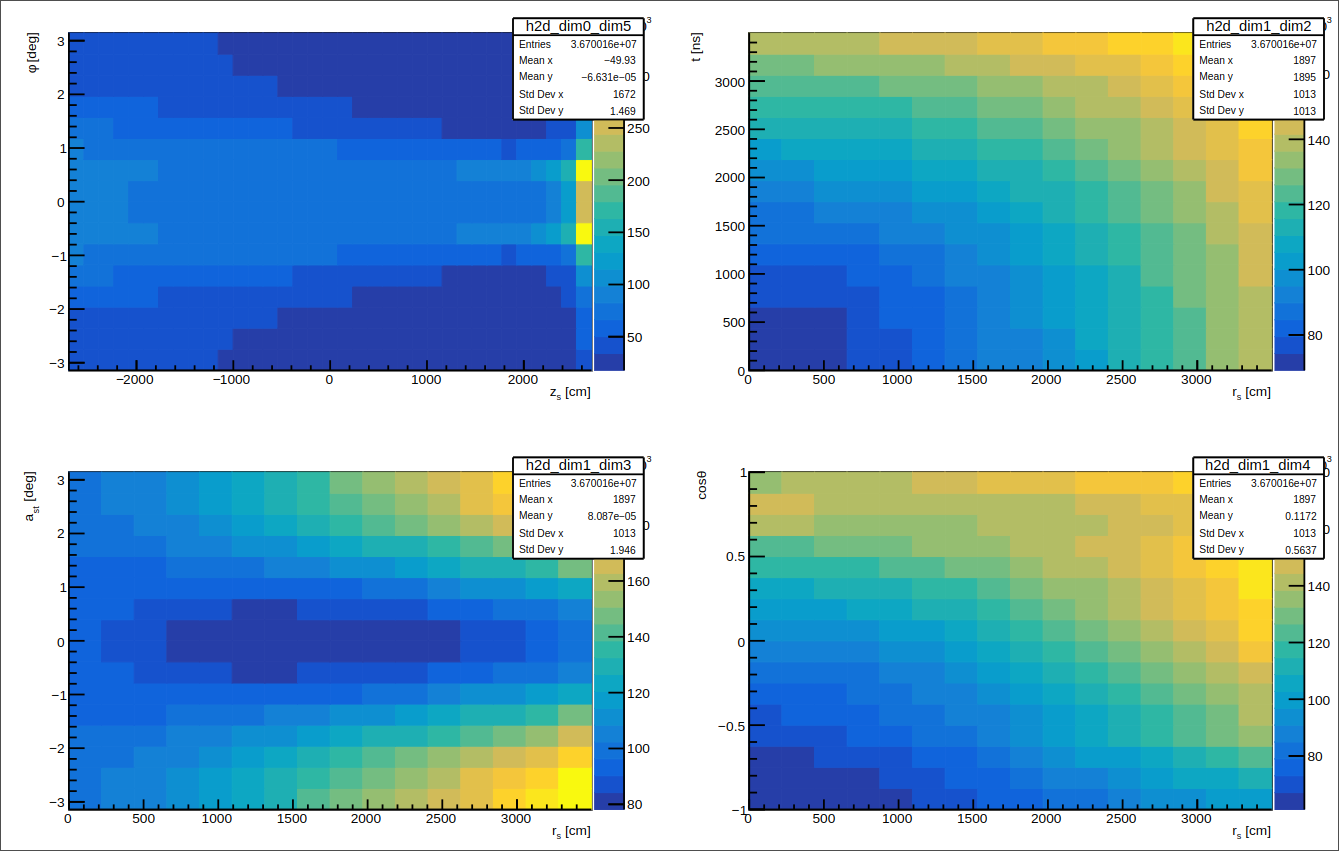 h2d_dim0_dim5
Entries 3.670016e+07
Mean x −49.93
Mean y −6.631e−05
Std Dev x 1672
Std Dev y 1.469
φ [deg]
3
2
1
0
−1
−2
−3
−2000 −1000 0 1000 2000
z_s [cm]
3
0
250
200
150
100
50
h2d_dim1_dim2
Entries 3.670016e+07
Mean x 1897
Mean y 1895
Std Dev x 1013
Std Dev y 1013
t [ns]
3000
2500
2000
1500
1000
500
0
0 500 1000 1500 2000 2500 3000
r_s [cm]
3
0
140
120
100
80
h2d_dim1_dim3
Entries 3.670016e+07
Mean x 1897
Mean y 8.087e−05
Std Dev x 1013
Std Dev y 1.946
a_st [deg]
3
2
1
0
−1
−2
−3
0 500 1000 1500 2000 2500 3000
r_s [cm]
3
0
160
140
120
100
80
h2d_dim1_dim4
Entries 3.670016e+07
Mean x 1897
Mean y 0.1172
Std Dev x 1013
Std Dev y 0.5637
cosθ
1
0.5
0
−0.5
−1
0 500 1000 1500 2000 2500 3000
r_s [cm]
3
0
140
120
100
80